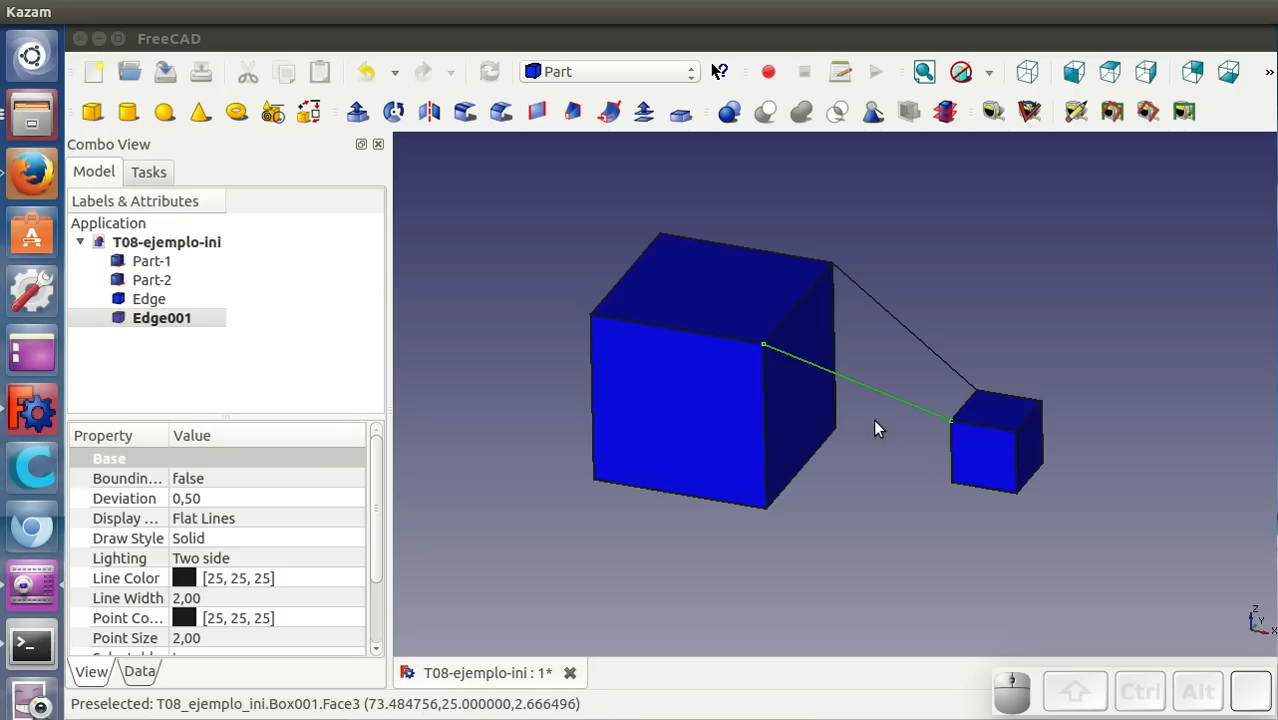 Kazam
FreeCAD
Part
»
Combo View
Model
Tasks
Labels & Attributes
Application
T08-ejemplo-ini
Part-1
Part-2
Edge
Edge001
Property
Value
Base
Boundin... false
Deviation 0,50
Display ... Flat Lines
Draw Style Solid
Lighting Two side
Line Color [25, 25, 25]
Line Width 2,00
Point Co... [25, 25, 25]
Point Size 2,00
View
Data
T08-ejemplo-ini : 1*
Z
Y
X
Ctrl
Alt
Preselected: T08_ejemplo_ini.Box001.Face3 (73.484756,25.000000,2.666496)